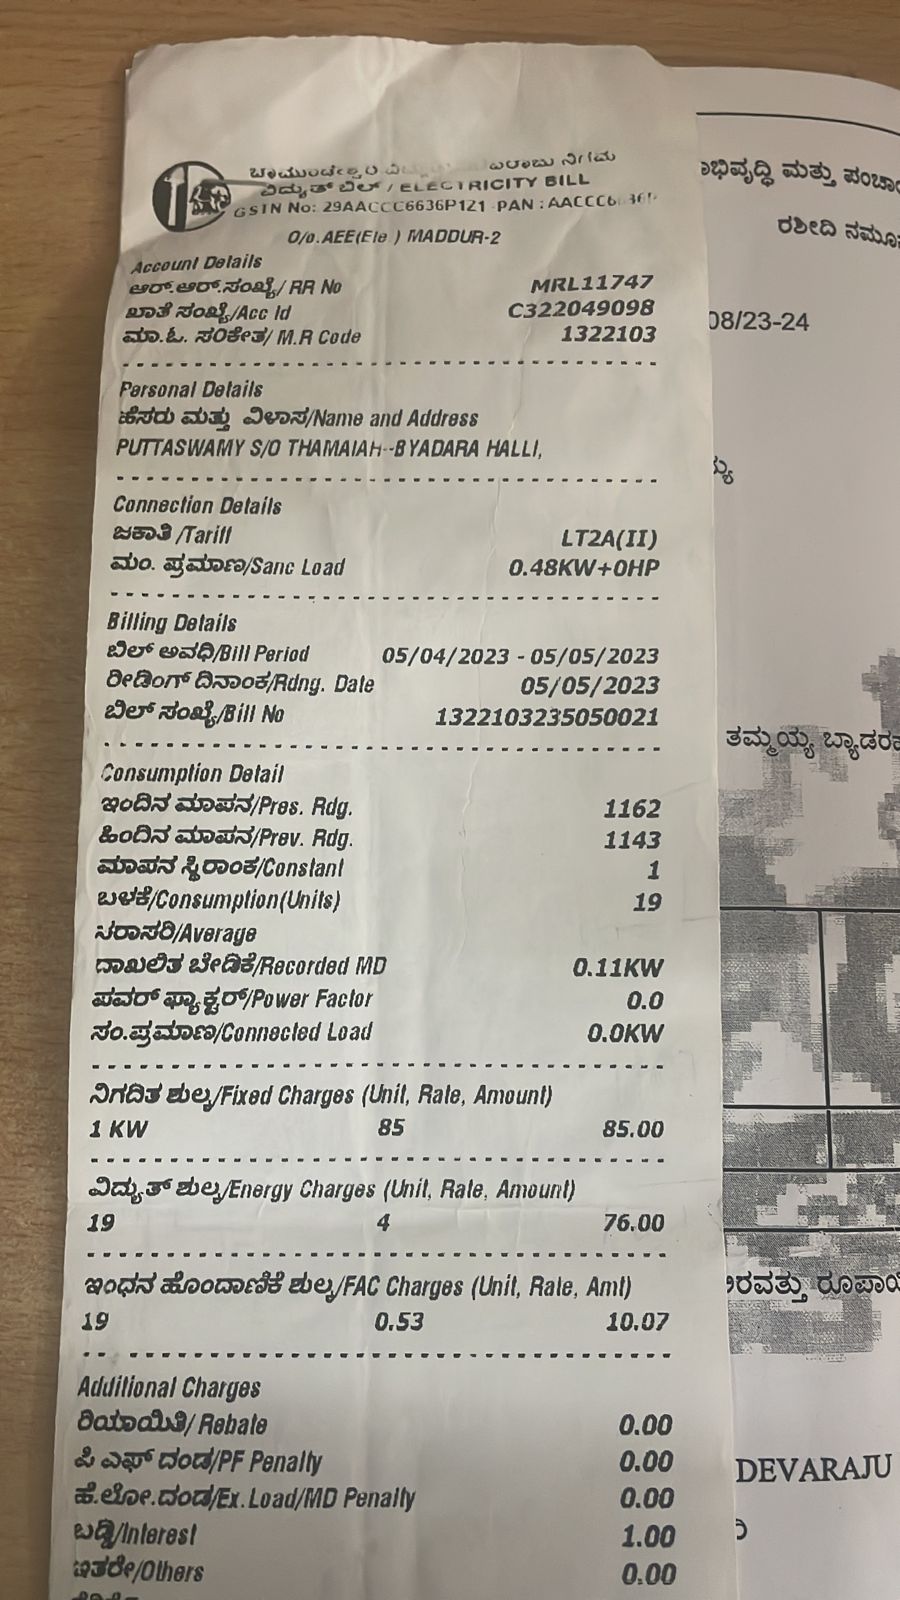 ವಿದ್ಯುತ್ ಬಿಲ್ / ELECTRICITY BILL
GSTN No: 29AACCC6636P1Z1 PAN : AACCC6636P
O/o.AEE(Ele ) MADDUR-2
Account Details
ಆರ್.ಆರ್.ಸಂಖ್ಯೆ/ RR No MRL11747
ಖಾತೆ ಸಂಖ್ಯೆ/Acc Id C322049098
ಮಾ.ಓ. ಸಂಕೇತ/ M.R Code 1322103
Personal Details
ಹೆಸರು ಮತ್ತು ವಿಳಾಸ/Name and Address
PUTTASWAMY S/O THAMAIAH--BYADARA HALLI,
Connection Details
ಜಕಾತಿ /Tariff LT2A(II)
ಮಂ. ಪ್ರಮಾಣ/Sanc Load 0.48KW+0HP
Billing Details
ಬಿಲ್ ಅವಧಿ/Bill Period 05/04/2023 - 05/05/2023
ರೀಡಿಂಗ್ ದಿನಾಂಕ/Rdng. Date 05/05/2023
ಬಿಲ್ ಸಂಖ್ಯೆ/Bill No 1322103235050021
Consumption Detail
ಇಂದಿನ ಮಾಪನ/Pres. Rdg. 1162
ಹಿಂದಿನ ಮಾಪನ/Prev. Rdg. 1143
ಮಾಪನ ಸ್ಥಿರಾಂಕ/Constant 1
ಬಳಕೆ/Consumption(Units) 19
ಸರಾಸರಿ/Average
ದಾಖಲಿತ ಬೇಡಿಕೆ/Recorded MD 0.11KW
ಪವರ್ ಫ್ಯಾಕ್ಟರ್/Power Factor 0.0
ಸಂ.ಪ್ರಮಾಣ/Connected Load 0.0KW
ನಿಗದಿತ ಶುಲ್ಕ/Fixed Charges (Unit, Rate, Amount)
1 KW 85 85.00
ವಿದ್ಯುತ್ ಶುಲ್ಕ/Energy Charges (Unit, Rate, Amount)
19 4 76.00
ಇಂಧನ ಹೊಂದಾಣಿಕೆ ಶುಲ್ಕ/FAC Charges (Unit, Rate, Amt)
19 0.53 10.07
Additional Charges
ರಿಯಾಯಿತಿ/ Rebate 0.00
ಪಿ ಎಫ್ ದಂಡ/PF Penalty 0.00
ಹೆ.ಲೋ.ದಂಡ/Ex.Load/MD Penalty 0.00
ಬಡ್ಡಿ/Interest 1.00
ಇತರೇ/Others 0.00
ಮತ್ತು
ರಶೀದಿ
08/23-24
ತಮ್ಮಯ್ಯ
ರೂಪಾಯಿ
DEVARAJU